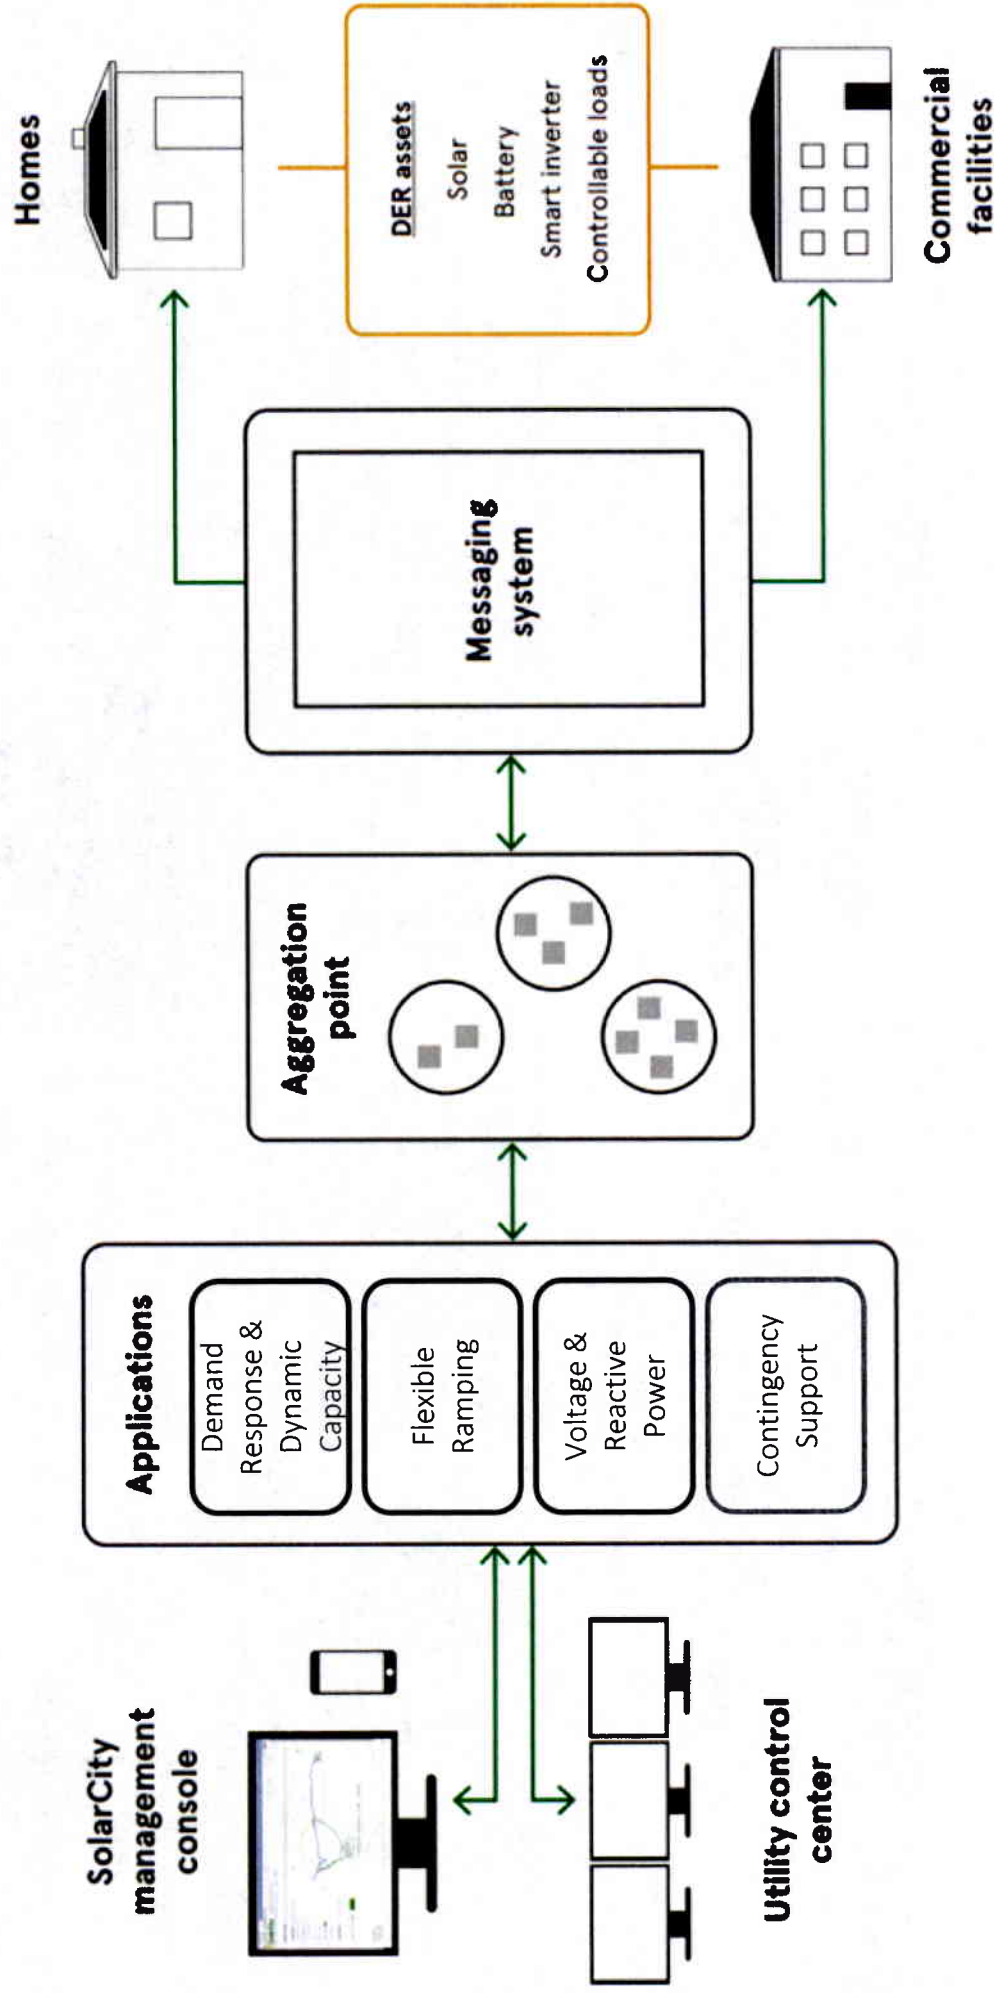 SolarCity
management
console
Utility control
center
Applications
Demand
Response &
Dynamic
Capacity
Flexible
Ramping
Voltage &
Reactive
Power
Contingency
Support
Aggregation
point
Messaging
system
Homes
DER assets
Solar
Battery
Smart inverter
Controllable loads
Commercial
facilities